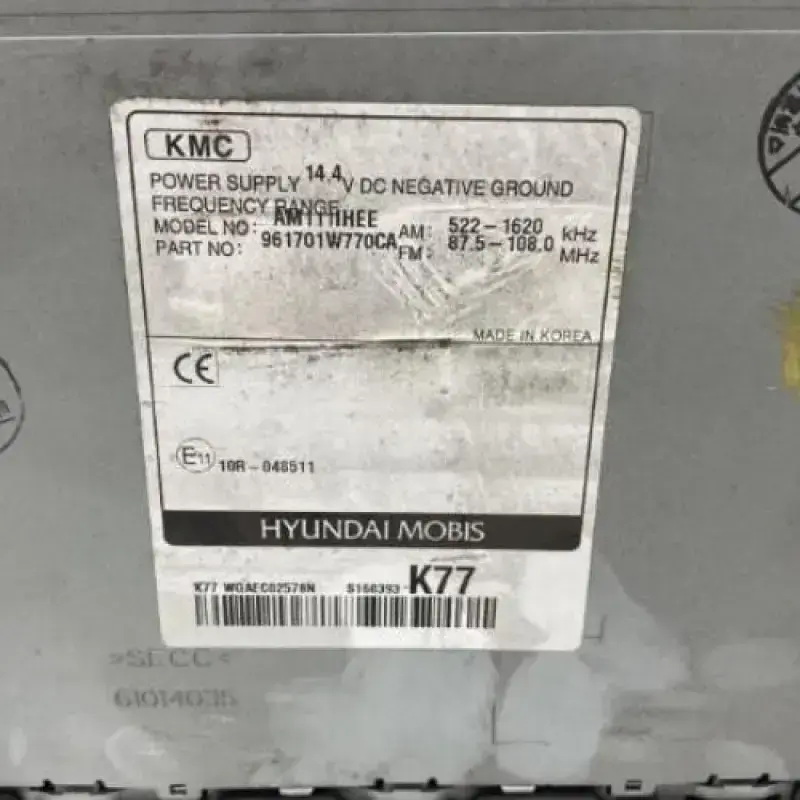 KMC
POWER SUPPLY 14.4 V DC NEGATIVE GROUND
FREQUENCY RANGE
MODEL NO: AM111IHEE AM: 522-1620 kHz
PART NO: 961701W770CA FM: 87.5-108.0 MHz
MADE IN KOREA
CE
E11 10R-048511
HYUNDAI MOBIS
K77 S166393- K77
>SECC<
61014035